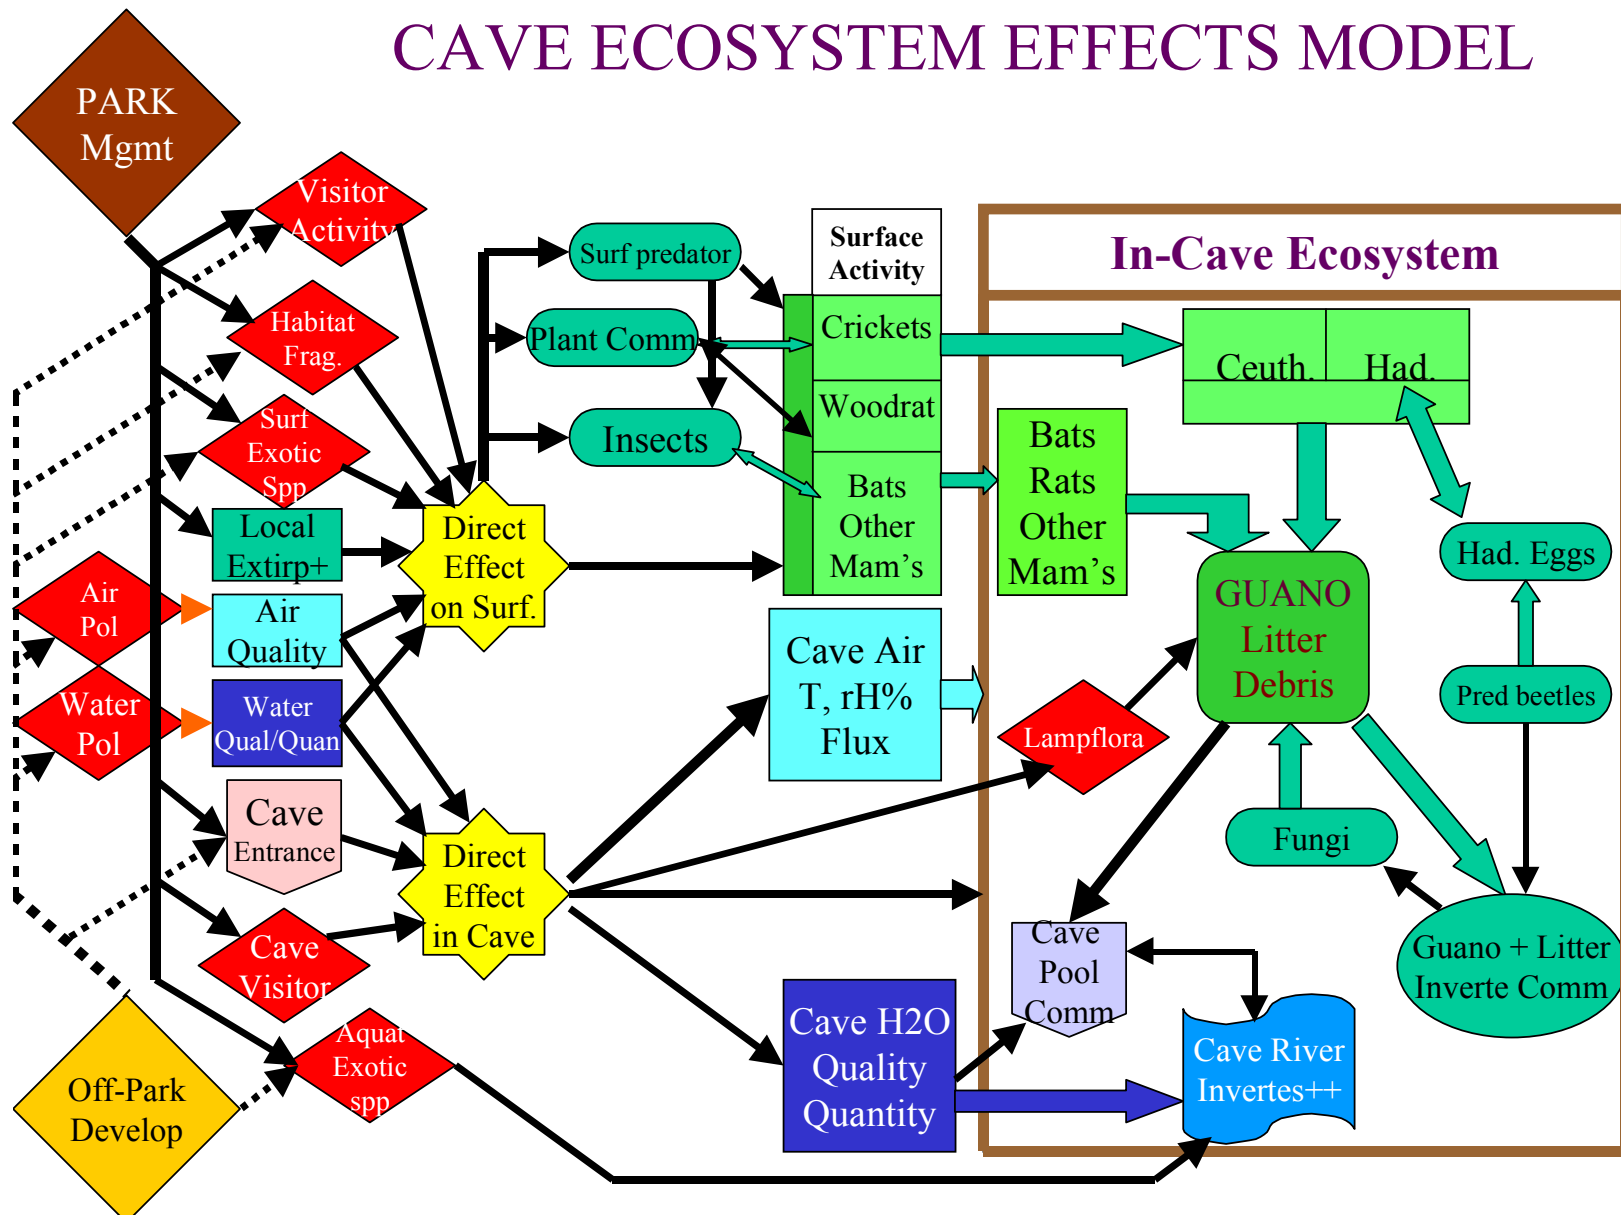 CAVE ECOSYSTEM EFFECTS MODEL
PARK
Mgmt
Visitor
Activity
Habitat
Frag.
Surf
Exotic
Spp
Local
Extirp+
Air
Pol
Air
Quality
Water
Pol
Water
Qual/Quan
Cave
Entrance
Cave
Visitor
Aquat
Exotic
spp
Off-Park
Develop
Direct
Effect
on Surf.
Direct
Effect
in Cave
Surf predator
Plant Comm
Insects
Surface
Activity
Crickets
Woodrat
Bats
Other
Mam's
Cave Air
T, rH%
Flux
Cave H2O
Quality
Quantity
In-Cave Ecosystem
Ceuth.
Had.
Bats
Rats
Other
Mam's
GUANO
Litter
Debris
Had. Eggs
Pred beetles
Lampflora
Fungi
Guano + Litter
Inverte Comm
Cave
Pool
Comm
Cave River
Invertes++